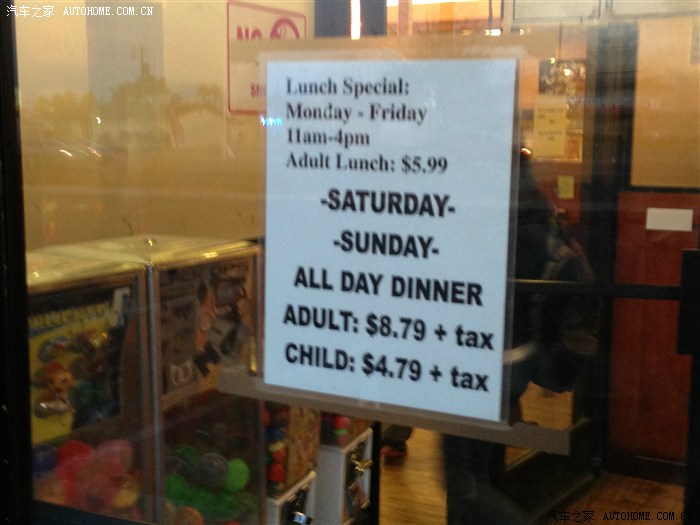 汽车之家 AUTOHOME.COM.CN
NO
Lunch Special:
Monday - Friday
11am-4pm
Adult Lunch: $5.99
-SATURDAY-
-SUNDAY-
ALL DAY DINNER
ADULT: $8.79 + tax
CHILD: $4.79 + tax
汽车之家 AUTOHOME.COM.C